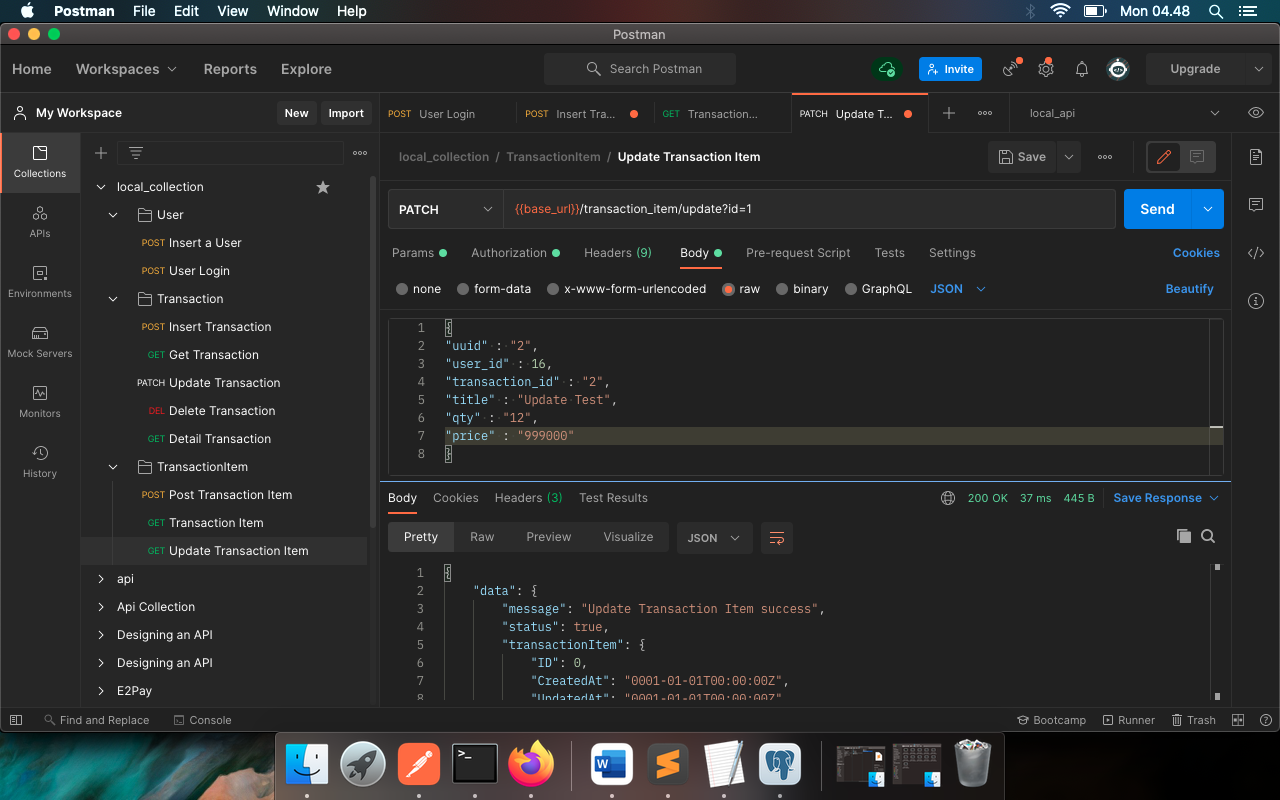 Postman File Edit View Window Help Mon 04.48
Postman
Home Workspaces Reports Explore Search Postman Invite Upgrade
My Workspace New Import
POST User Login POST Insert Tra... GET Transaction... PATCH Update T... local_api
Collections
APIs
Environments
Mock Servers
Monitors
History
local_collection
User
POST Insert a User
POST User Login
Transaction
POST Insert Transaction
GET Get Transaction
PATCH Update Transaction
DEL Delete Transaction
GET Detail Transaction
TransactionItem
POST Post Transaction Item
GET Transaction Item
GET Update Transaction Item
api
Api Collection
Designing an API
Designing an API
E2Pay
local_collection / TransactionItem / Update Transaction Item Save
PATCH {{base_url}}/transaction_item/update?id=1 Send
Params Authorization Headers (9) Body Pre-request Script Tests Settings Cookies
none form-data x-www-form-urlencoded raw binary GraphQL JSON Beautify
1 {
2 "uuid" : "2",
3 "user_id" : 16,
4 "transaction_id" : "2",
5 "title" : "Update Test",
6 "qty" : "12",
7 "price" : "999000"
8 }
Body Cookies Headers (3) Test Results 200 OK 37 ms 445 B Save Response
Pretty Raw Preview Visualize JSON
1 {
2 "data": {
3 "message": "Update Transaction Item success",
4 "status": true,
5 "transactionItem": {
6 "ID": 0,
7 "CreatedAt": "0001-01-01T00:00:00Z",
8 "UpdatedAt": "0001-01-01T00:00:00Z"
Find and Replace Console Bootcamp Runner Trash
>_
W